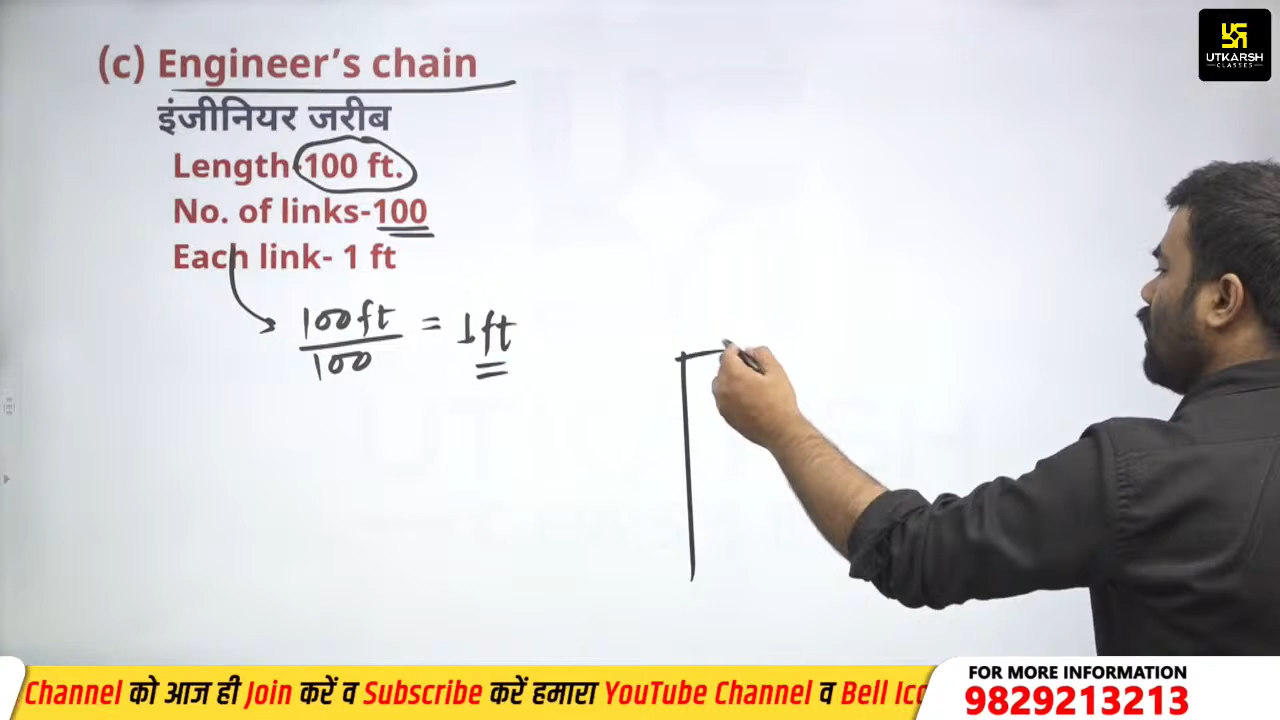 (c) Engineer’s chain
इंजीनियर जरीब
Length-100 ft.
No. of links-100
Each link- 1 ft
100ft
100
= 1ft
UTKARSH
CLASSES
Channel को आज ही Join करें व Subscribe करें हमारा YouTube Channel व Bell Ico
FOR MORE INFORMATION
9829213213